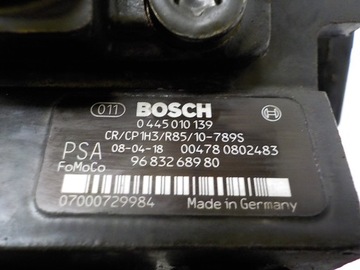 011 BOSCH
0 445 010 139
CR/CP1H3/R85/10-789S
PSA 08-04-18 00478 0802483
FoMoCo 96 832 689 80
07000729984 Made in Germany